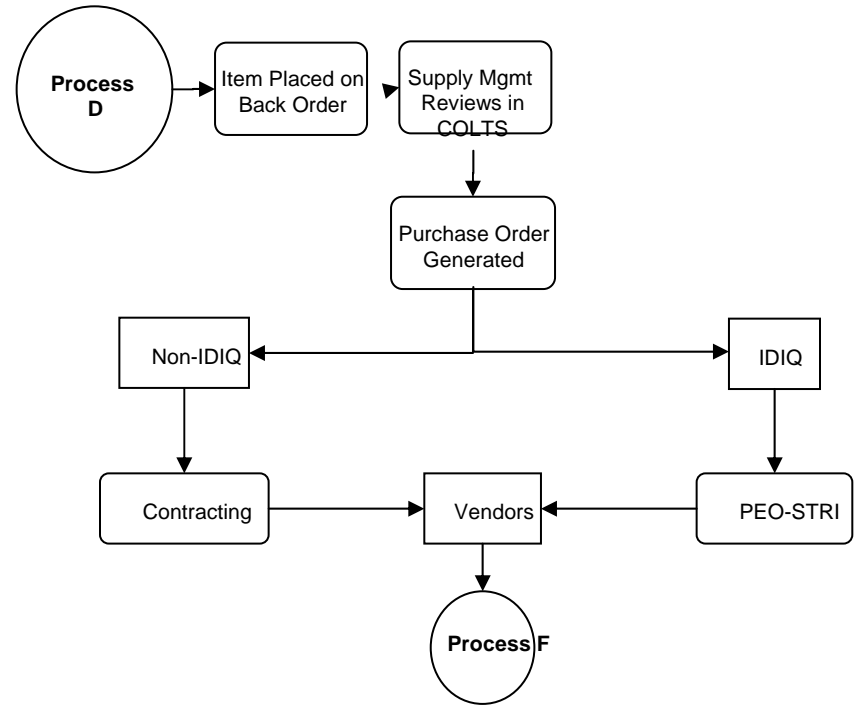 Process
D
Item Placed on
Back Order
Supply Mgmt
Reviews in
COLTS
Purchase Order
Generated
Non-IDIQ
IDIQ
Contracting
Vendors
PEO-STRI
Process F